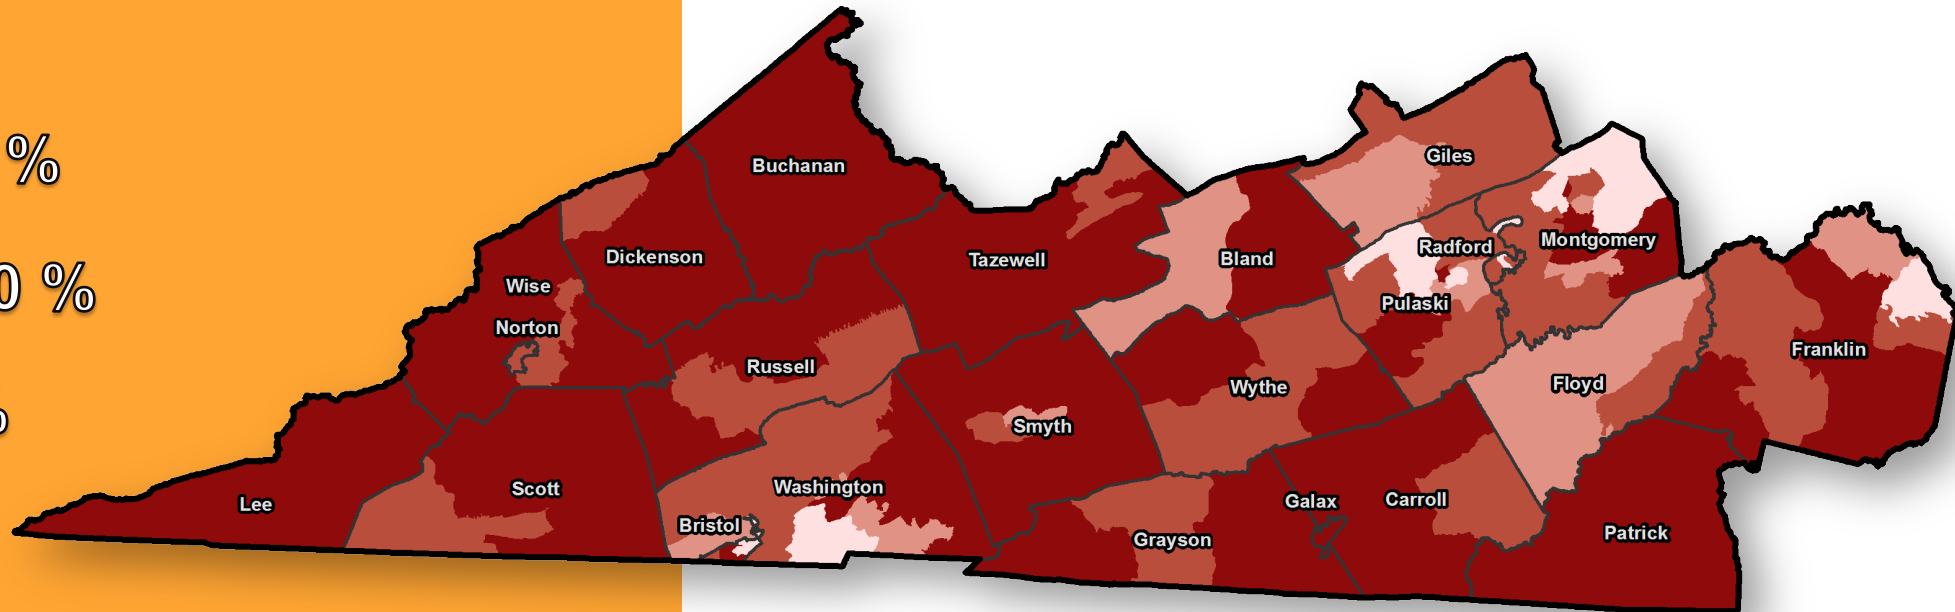 %
0 %
Buchanan
Giles
Dickenson
Tazewell
Bland
Radford
Montgomery
Wise
Norton
Pulaski
Russell
Wythe
Floyd
Franklin
Smyth
Lee
Scott
Washington
Bristol
Galax
Carroll
Grayson
Patrick